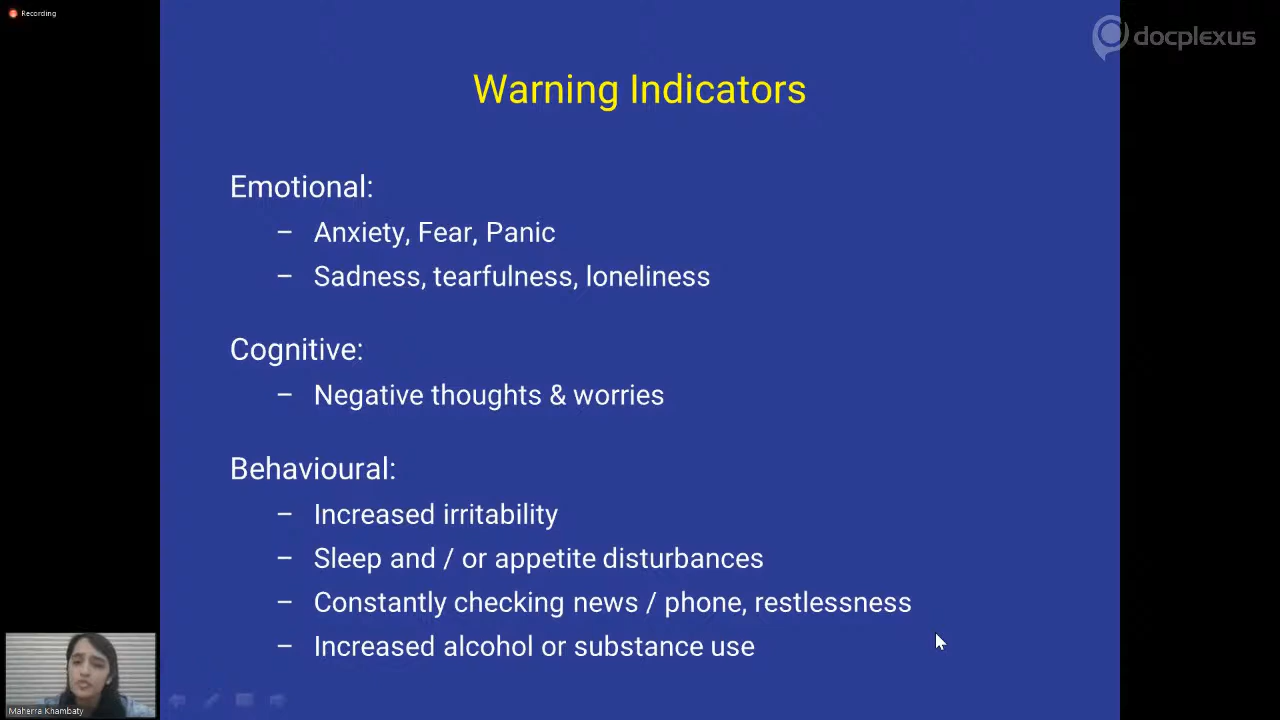 Recording
docplexus
Warning Indicators
Emotional:
– Anxiety, Fear, Panic
– Sadness, tearfulness, loneliness
Cognitive:
– Negative thoughts & worries
Behavioural:
– Increased irritability
– Sleep and / or appetite disturbances
– Constantly checking news / phone, restlessness
– Increased alcohol or substance use
Maherra Khambaty